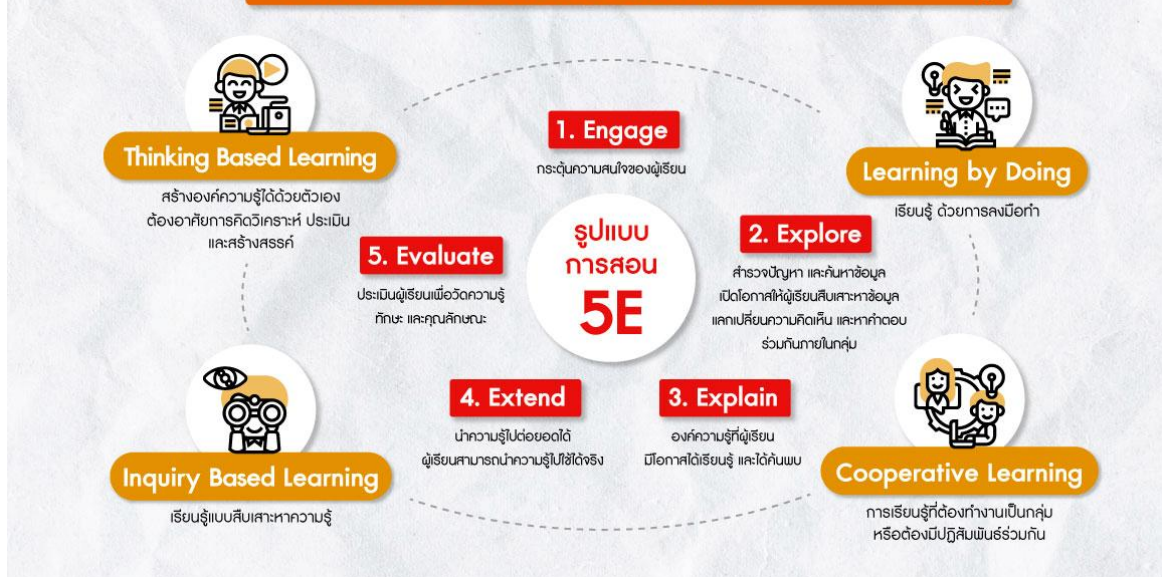 Thinking Based Learning
สร้างองค์ความรู้ได้ด้วยตัวเอง
ต้องอาศัยการคิดวิเคราะห์ ประเมิน
และสร้างสรรค์
Learning by Doing
เรียนรู้ ด้วยการลงมือทำ
รูปแบบ
การสอน
5E
1. Engage
กระตุ้นความสนใจของผู้เรียน
2. Explore
สำรวจปัญหา และค้นหาข้อมูล
เปิดโอกาสให้ผู้เรียนสืบเสาะหาข้อมูล
แลกเปลี่ยนความคิดเห็น และหาคำตอบ
ร่วมกันภายในกลุ่ม
3. Explain
องค์ความรู้ที่ผู้เรียน
มีโอกาสได้เรียนรู้ และได้ค้นพบ
4. Extend
นำความรู้ไปต่อยอดได้
ผู้เรียนสามารถนำความรู้ไปใช้ได้จริง
5. Evaluate
ประเมินผู้เรียนเพื่อวัดความรู้
ทักษะ และคุณลักษณะ
Inquiry Based Learning
เรียนรู้แบบสืบเสาะหาความรู้
Cooperative Learning
การเรียนรู้ที่ต้องทำงานเป็นกลุ่ม
หรือต้องมีปฏิสัมพันธ์ร่วมกัน